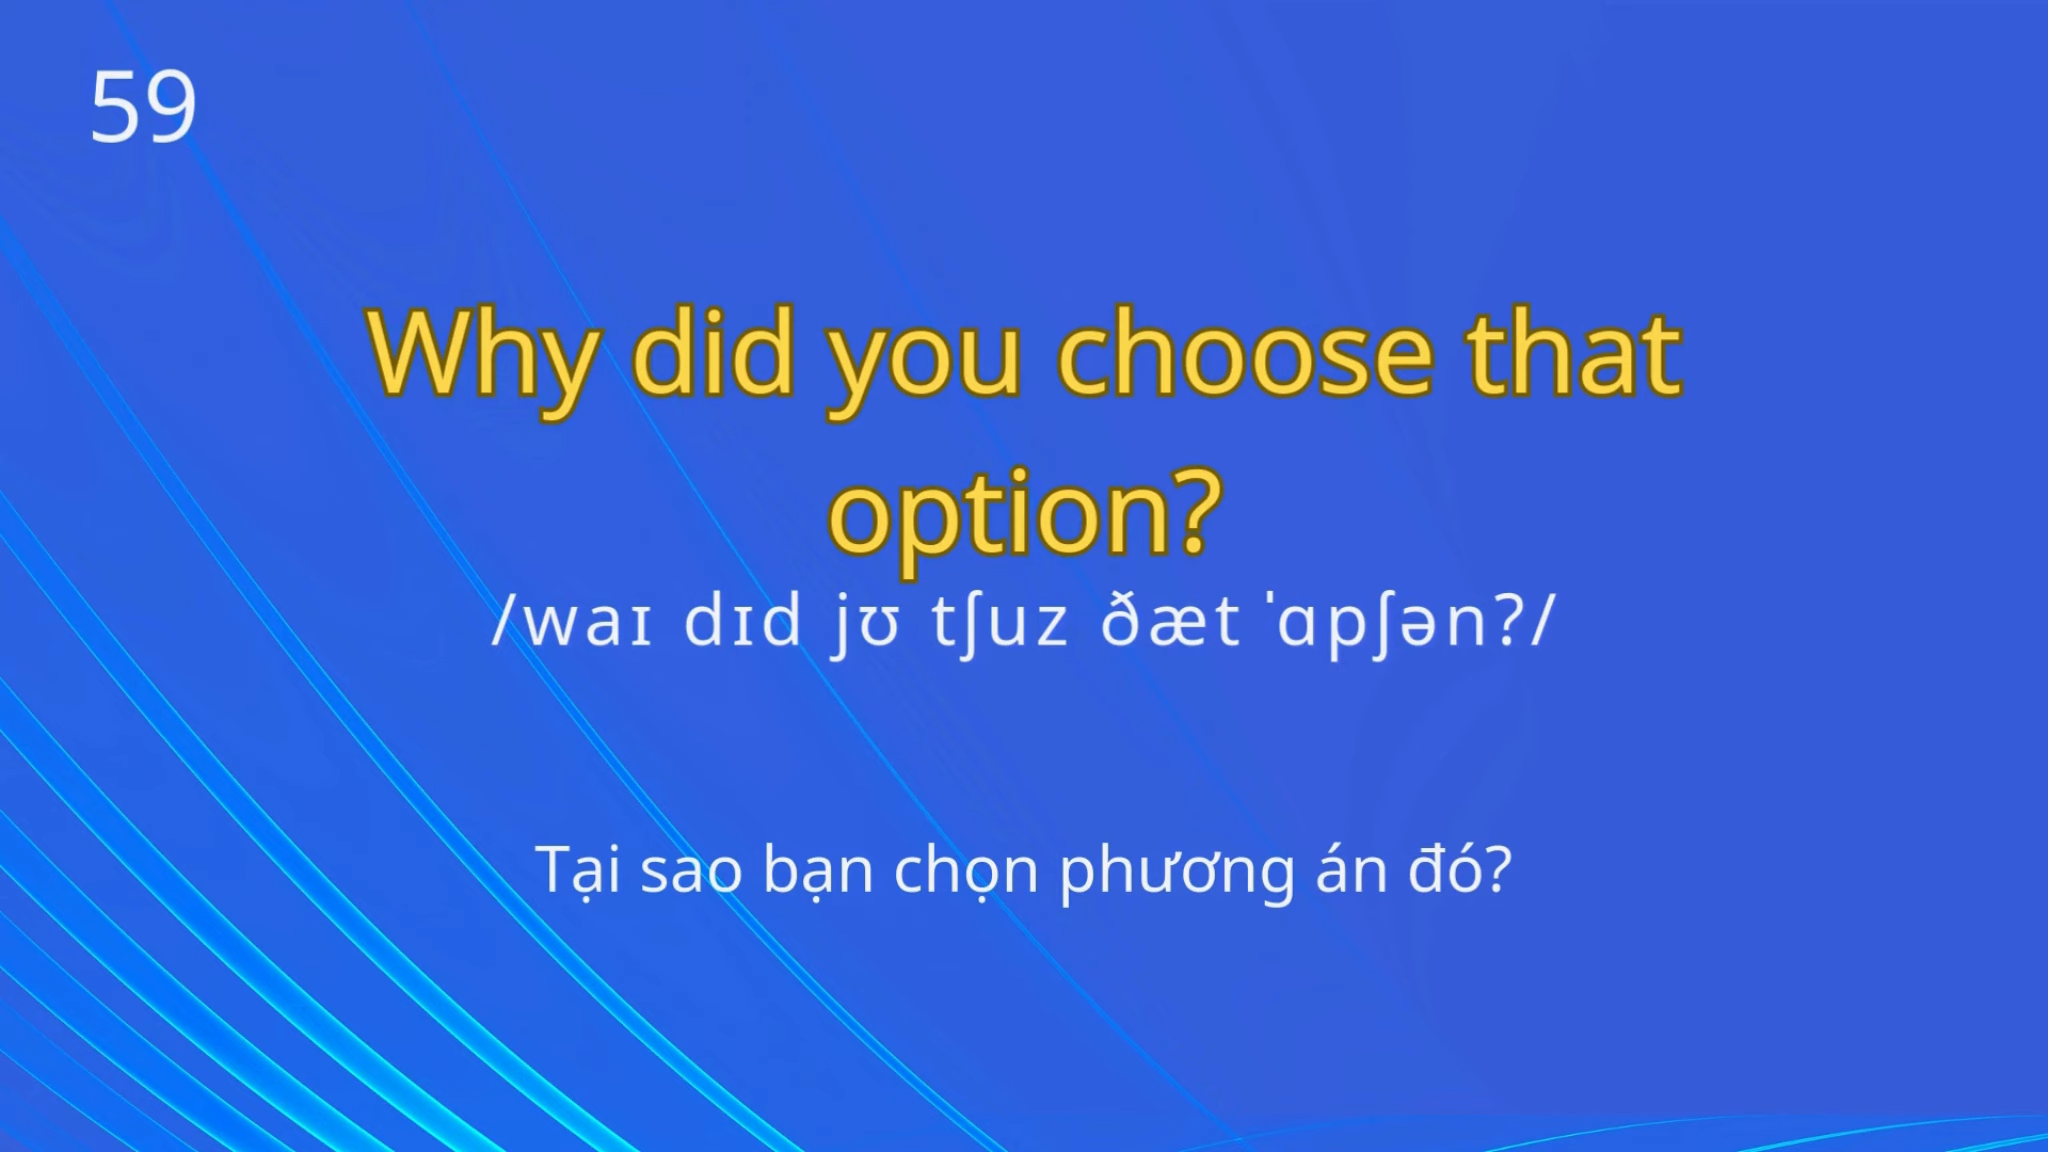 59
Why did you choose that
option?
/waɪ dɪd jʊ tʃuz ðæt ˈɑpʃən?/
Tại sao bạn chọn phương án đó?